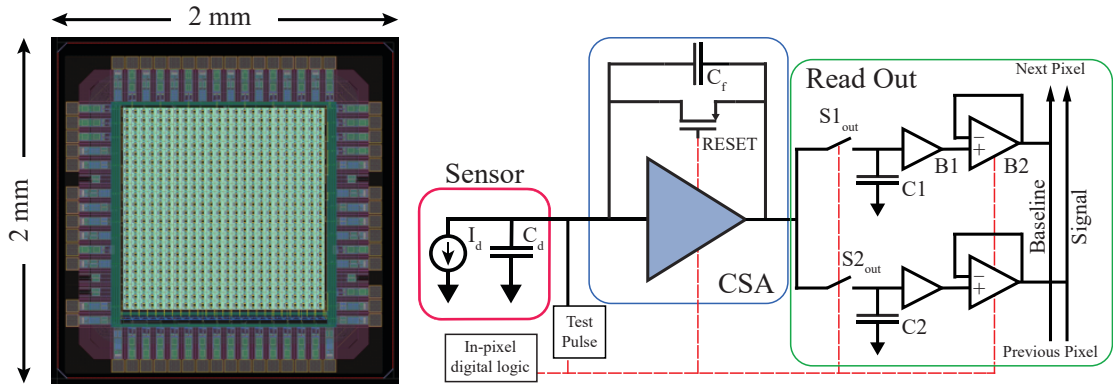 2 mm
2 mm
Sensor
I_d
C_d
Test
Pulse
In-pixel
digital logic
C_f
RESET
CSA
Read Out
Next Pixel
S1_out
C1
B1
−
+
B2
S2_out
C2
−
+
Baseline
Signal
Previous Pixel